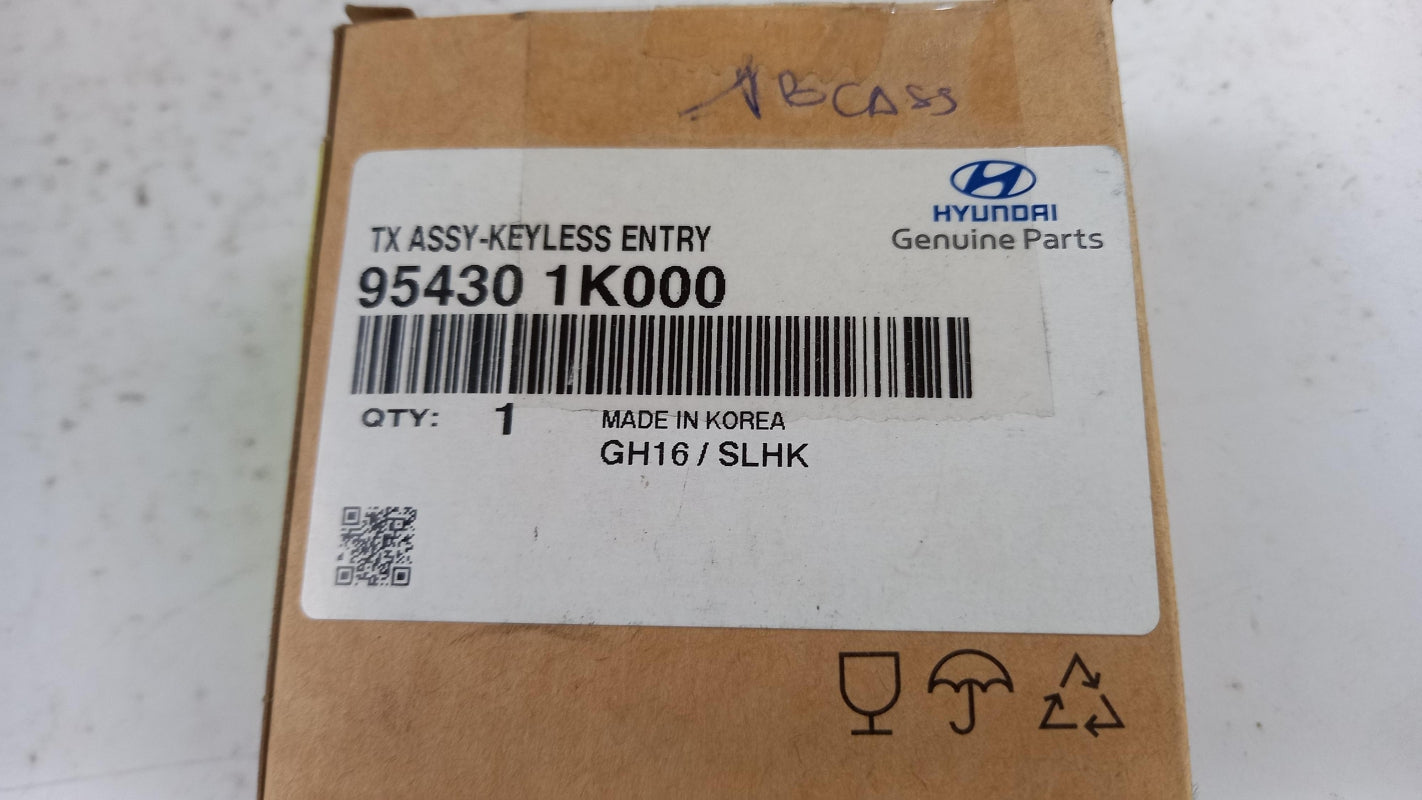 HYUNDAI
Genuine Parts
TX ASSY-KEYLESS ENTRY
95430 1K000
QTY: 1 MADE IN KOREA
GH16 / SLHK